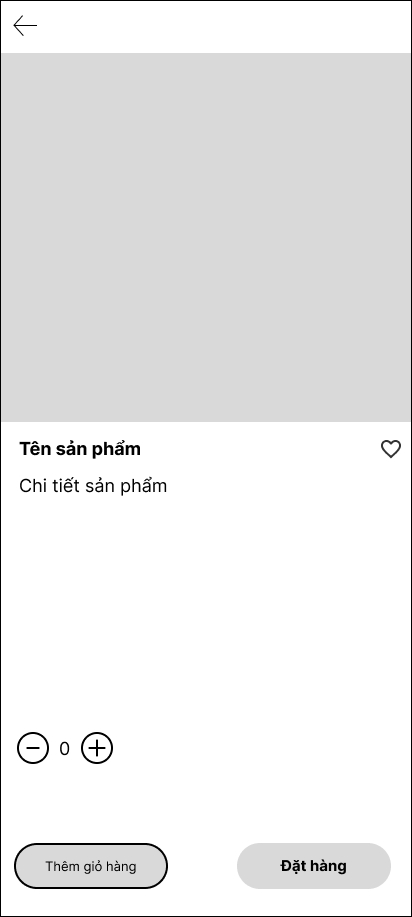 Tên sản phẩm
Chi tiết sản phẩm
0
Thêm giỏ hàng
Đặt hàng